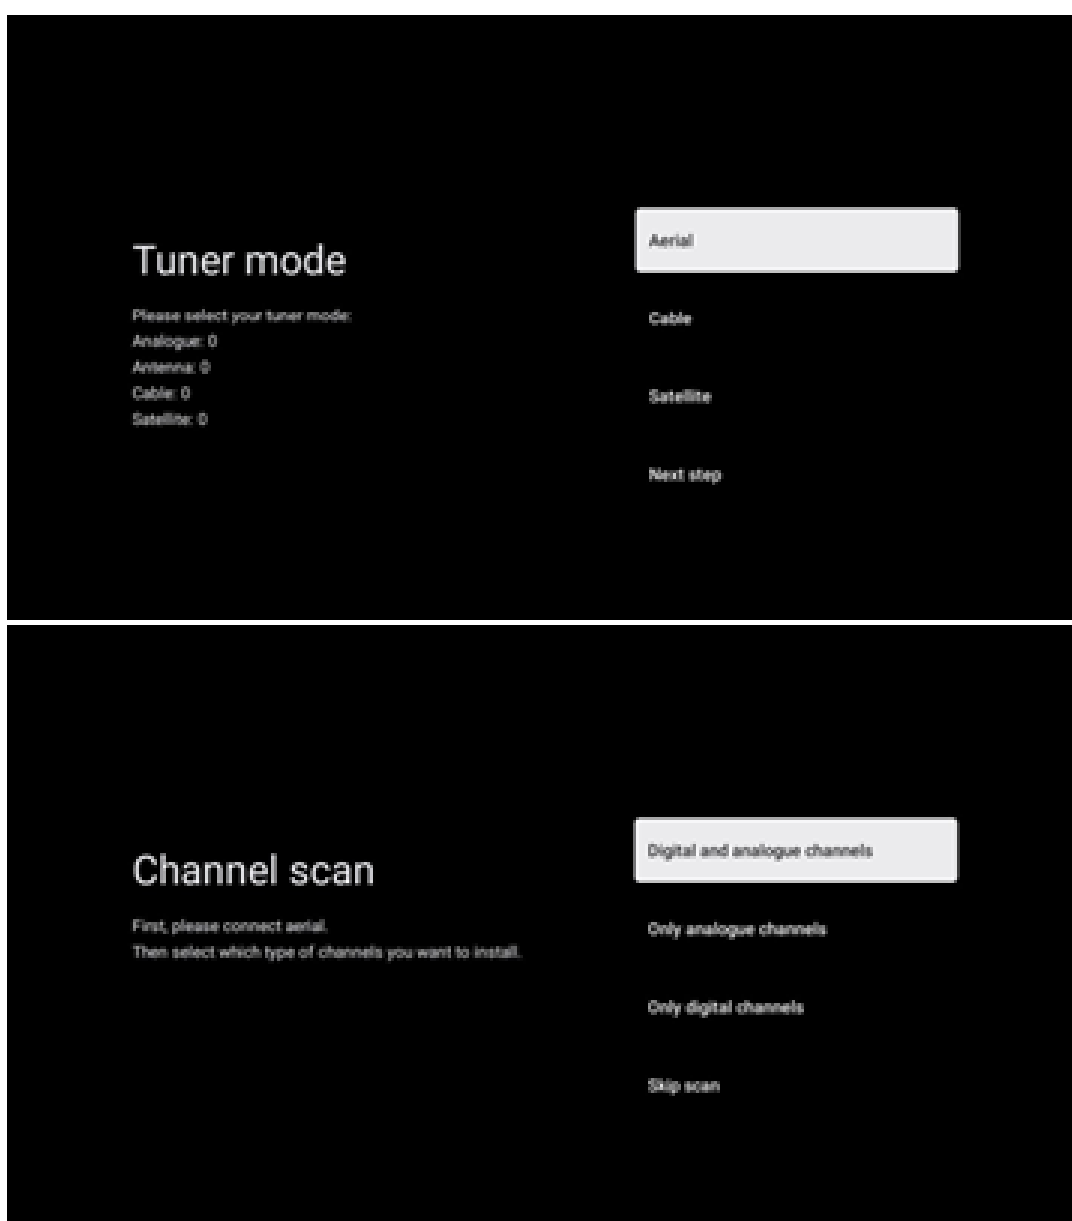 Tuner mode
Please select your tuner mode:
Analogue: 0
Antenna: 0
Cable: 0
Satellite: 0
Aerial
Cable
Satellite
Next step
Channel scan
First, please connect aerial.
Then select which type of channels you want to install.
Digital and analogue channels
Only analogue channels
Only digital channels
Skip scan